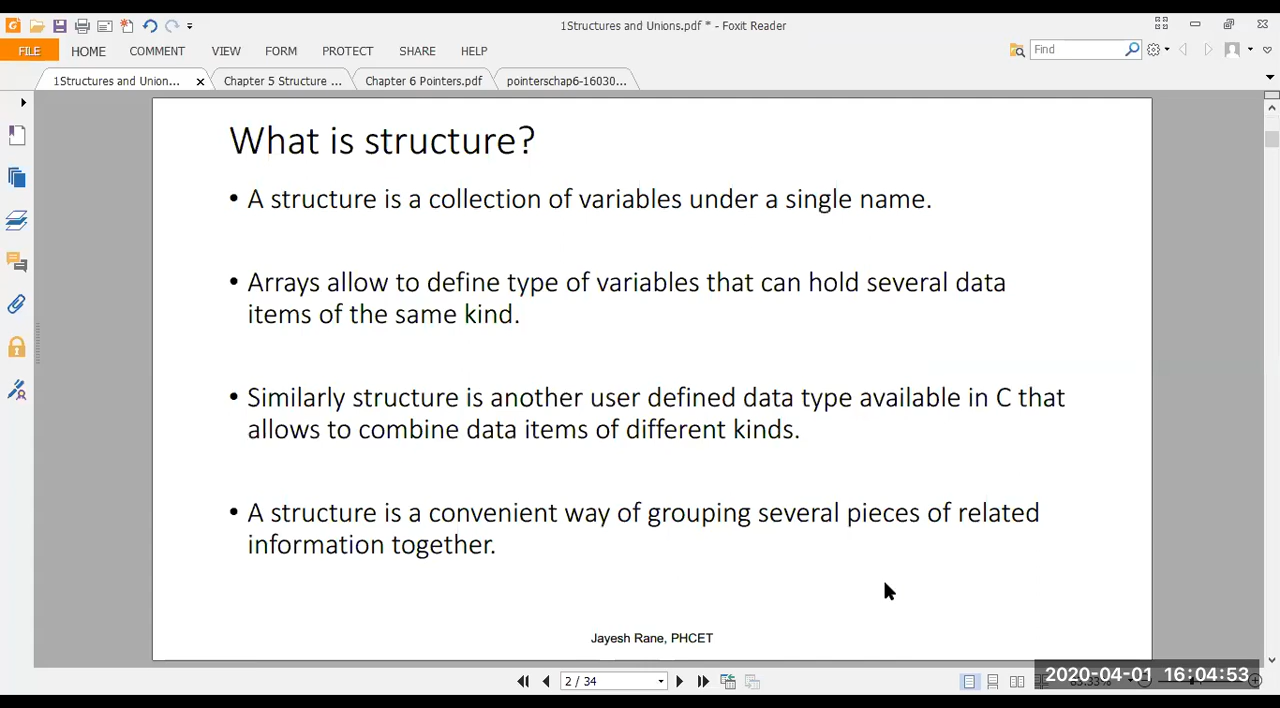 1Structures and Unions.pdf * - Foxit Reader
FILE HOME COMMENT VIEW FORM PROTECT SHARE HELP
Find
1Structures and Union... Chapter 5 Structure ... Chapter 6 Pointers.pdf pointerschap6-16030...
What is structure?
• A structure is a collection of variables under a single name.
• Arrays allow to define type of variables that can hold several data
items of the same kind.
• Similarly structure is another user defined data type available in C that
allows to combine data items of different kinds.
• A structure is a convenient way of grouping several pieces of related
information together.
Jayesh Rane, PHCET
2 / 34
2020-04-01 16:04:53